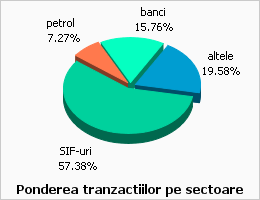 banci
15.76%
petrol
7.27%
altele
19.58%
SIF-uri
57.38%
Ponderea tranzactiilor pe sectoare